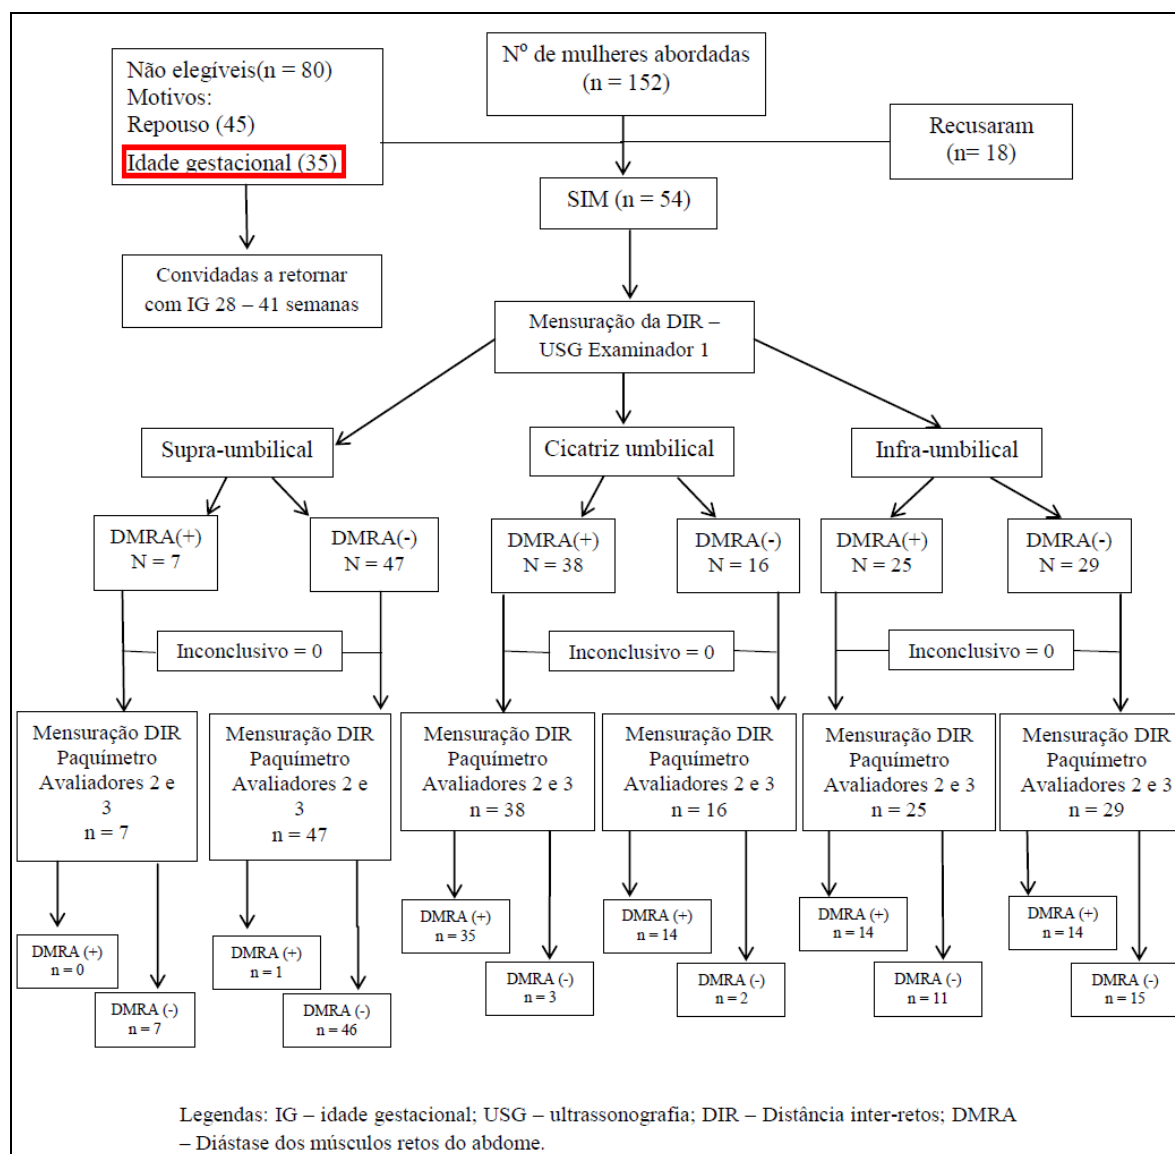 Nº de mulheres abordadas
(n = 152)
Não elegíveis(n = 80)
Motivos:
Repouso (45)
Idade gestacional (35)
Recusaram
(n= 18)
SIM (n = 54)
Convidadas a retornar
com IG 28 – 41 semanas
Mensuração da DIR –
USG Examinador 1
Supra-umbilical
Cicatriz umbilical
Infra-umbilical
DMRA(+)
N = 7
DMRA(-)
N = 47
DMRA(+)
N = 38
DMRA(-)
N = 16
DMRA(+)
N = 25
DMRA(-)
N = 29
Inconclusivo = 0
Inconclusivo = 0
Inconclusivo = 0
Mensuração DIR
Paquímetro
Avaliadores 2 e
3
n = 7
Mensuração DIR
Paquímetro
Avaliadores 2 e
3
n = 47
Mensuração DIR
Paquímetro
Avaliadores 2 e 3
n = 38
Mensuração DIR
Paquímetro
Avaliadores 2 e 3
n = 16
Mensuração DIR
Paquímetro
Avaliadores 2 e 3
n = 25
Mensuração DIR
Paquímetro
Avaliadores 2 e 3
n = 29
DMRA (+)
n = 0
DMRA (-)
n = 7
DMRA (+)
n = 1
DMRA (-)
n = 46
DMRA (+)
n = 35
DMRA (-)
n = 3
DMRA (+)
n = 14
DMRA (-)
n = 2
DMRA (+)
n = 14
DMRA (-)
n = 11
DMRA (+)
n = 14
DMRA (-)
n = 15
Legendas: IG – idade gestacional; USG – ultrassonografia; DIR – Distância inter-retos; DMRA
– Diástase dos músculos retos do abdome.